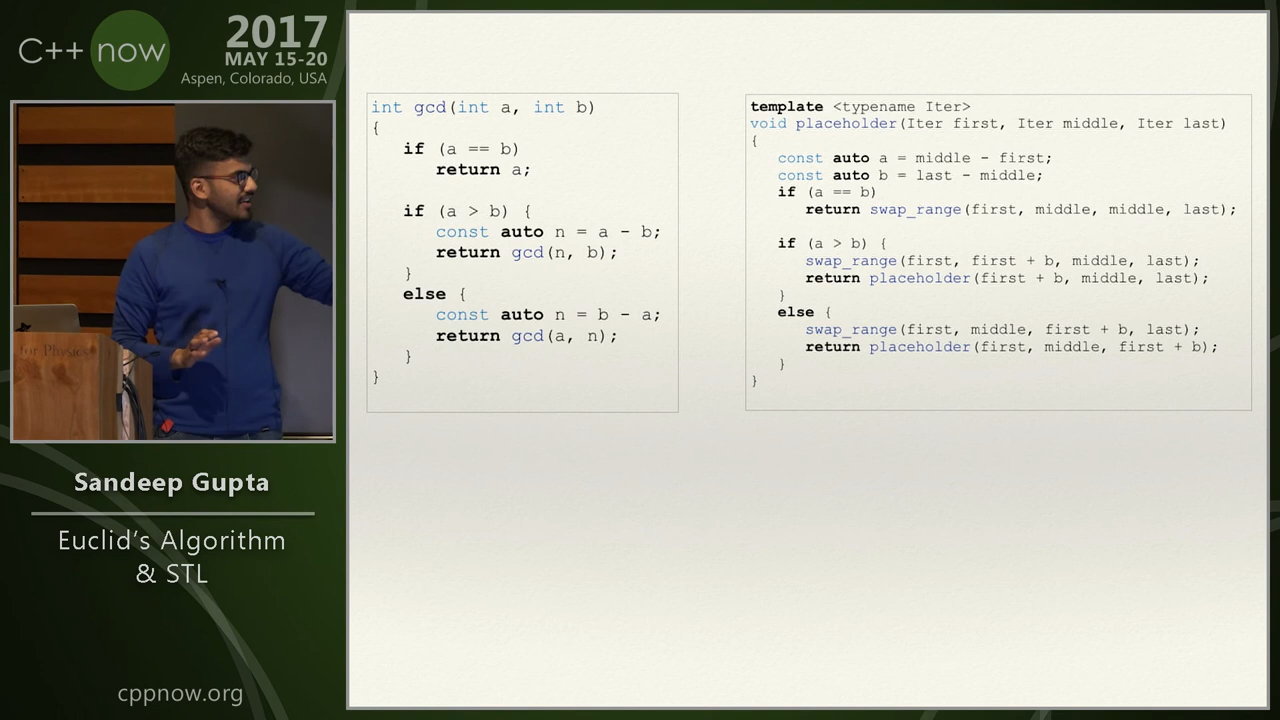 C++ now
2017
MAY 15-20
Aspen, Colorado, USA
for Physics
Sandeep Gupta
Euclid's Algorithm
& STL
cppnow.org
int gcd(int a, int b)
{
if (a == b)
return a;
if (a > b) {
const auto n = a - b;
return gcd(n, b);
}
else {
const auto n = b - a;
return gcd(a, n);
}
}
template <typename Iter>
void placeholder(Iter first, Iter middle, Iter last)
{
const auto a = middle - first;
const auto b = last - middle;
if (a == b)
return swap_range(first, middle, middle, last);
if (a > b) {
swap_range(first, first + b, middle, last);
return placeholder(first + b, middle, last);
}
else {
swap_range(first, middle, first + b, last);
return placeholder(first, middle, first + b);
}
}